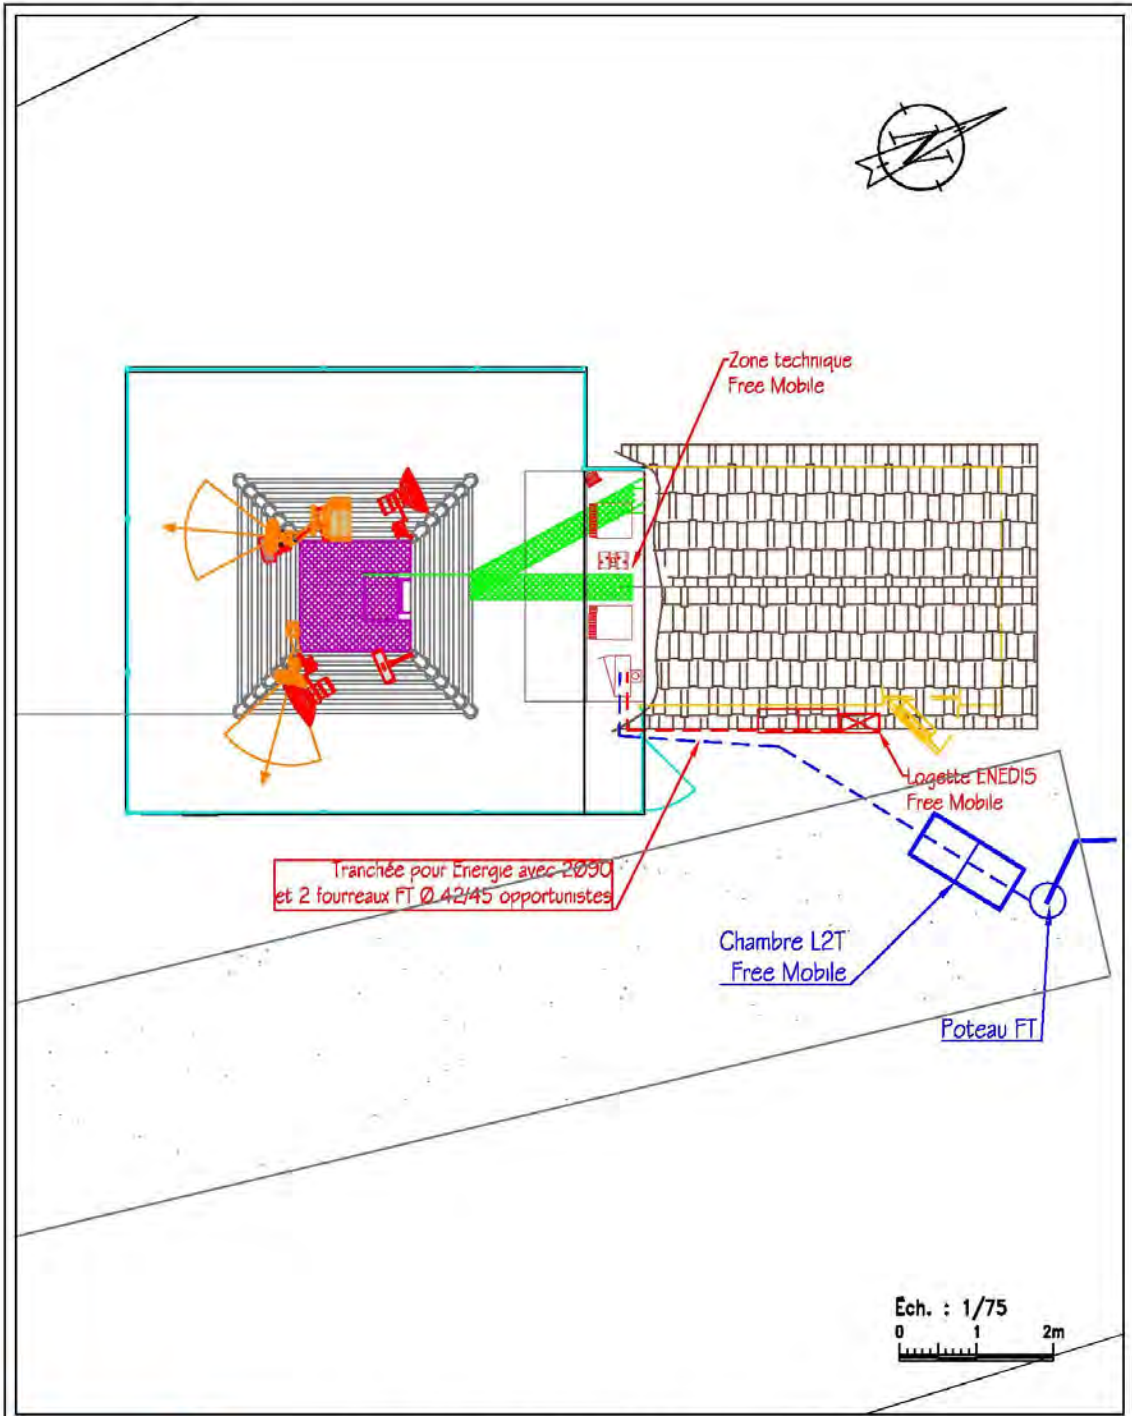 N
Zone technique
Free Mobile
Logette ENEDIS
Free Mobile
Tranchée pour Energie avec 2Ø90
et 2 fourreaux FT Ø 42/45 opportunistes
Chambre L2T
Free Mobile
Poteau FT
Éch. : 1/75
0 1 2m